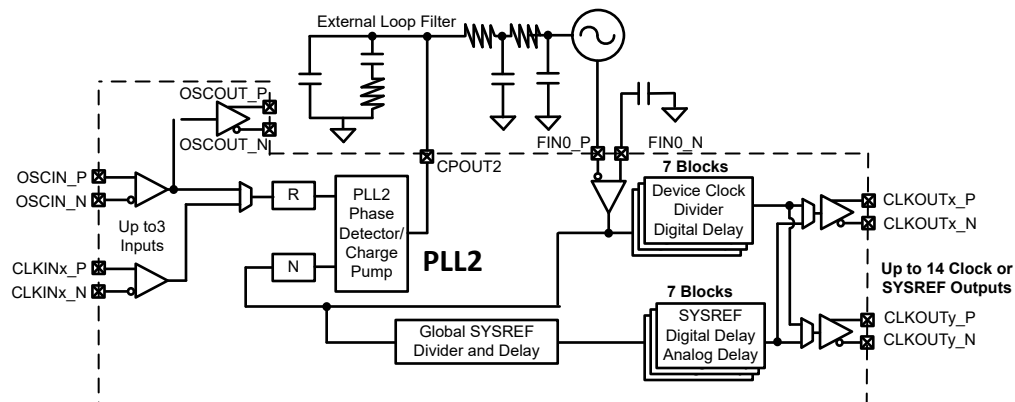 External Loop Filter
OSCOUT_P
OSCOUT_N
CPOUT2
FIN0_P
FIN0_N
7 Blocks
OSCIN_P
OSCIN_N
Up to3
Inputs
CLKINx_P
CLKINx_N
R
N
PLL2
Phase
Detector/
Charge
Pump
PLL2
Device Clock
Divider
Digital Delay
CLKOUTx_P
CLKOUTx_N
Up to 14 Clock or
SYSREF Outputs
7 Blocks
Global SYSREF
Divider and Delay
SYSREF
Digital Delay
Analog Delay
CLKOUTy_P
CLKOUTy_N